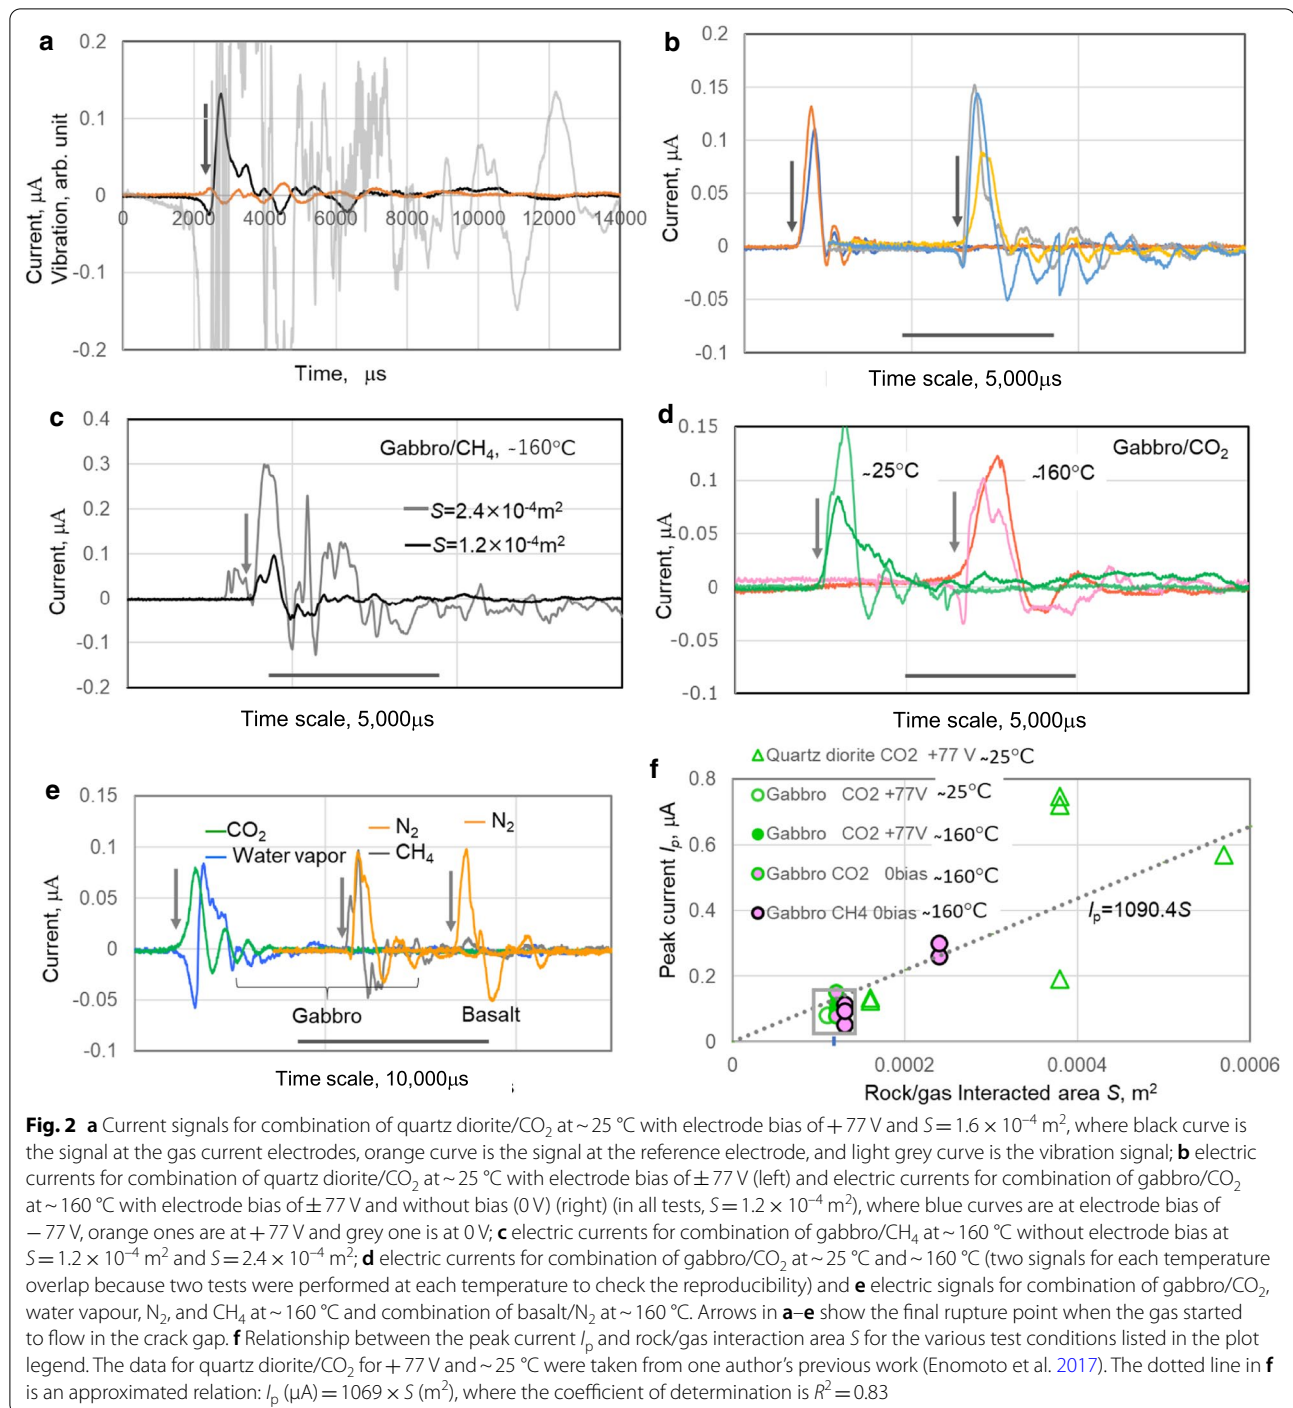 a
0.2
0.1
0
-0.1
-0.2
0 2000 4000 6000 8000 10000 12000 14000
Current, μA
Vibration, arb. unit
Time, μs
b
0.2
0.15
0.1
0.05
0
-0.05
-0.1
Current, μA
Time scale, 5,000μs
c
0.4
0.3
0.2
0.1
0
-0.1
-0.2
Current, μA
Gabbro/CH₄, ~160°C
S=2.4×10⁻⁴m²
S=1.2×10⁻⁴m²
Time scale, 5,000μs
d
0.15
0.1
0.05
0
-0.05
-0.1
Current, μA
Gabbro/CO₂
~25°C
~160°C
Time scale, 5,000μs
e
0.15
0.1
0.05
0
-0.05
-0.1
Current, μA
CO₂
Water vapor
N₂
CH₄
N₂
Gabbro
Basalt
Time scale, 10,000μs
f
Quartz diorite CO2 +77 V ~25°C
Gabbro CO2 +77V ~25°C
Gabbro CO2 +77V ~160°C
Gabbro CO2 0bias ~160°C
Gabbro CH4 0bias ~160°C
0.8
0.6
0.4
0.2
0
Peak current Iₚ, μA
Iₚ=1090.4S
0 0.0002 0.0004 0.0006
Rock/gas Interacted area S, m²
Fig. 2 a Current signals for combination of quartz diorite/CO₂ at ~ 25 °C with electrode bias of + 77 V and S = 1.6 × 10⁻⁴ m², where black curve is
the signal at the gas current electrodes, orange curve is the signal at the reference electrode, and light grey curve is the vibration signal; b electric
currents for combination of quartz diorite/CO₂ at ~ 25 °C with electrode bias of ± 77 V (left) and electric currents for combination of gabbro/CO₂
at ~ 160 °C with electrode bias of ± 77 V and without bias (0 V) (right) (in all tests, S = 1.2 × 10⁻⁴ m²), where blue curves are at electrode bias of
− 77 V, orange ones are at + 77 V and grey one is at 0 V; c electric currents for combination of gabbro/CH₄ at ~ 160 °C without electrode bias at
S = 1.2 × 10⁻⁴ m² and S = 2.4 × 10⁻⁴ m²; d electric currents for combination of gabbro/CO₂ at ~ 25 °C and ~ 160 °C (two signals for each temperature
overlap because two tests were performed at each temperature to check the reproducibility) and e electric signals for combination of gabbro/CO₂,
water vapour, N₂, and CH₄ at ~ 160 °C and combination of basalt/N₂ at ~ 160 °C. Arrows in a–e show the final rupture point when the gas started
to flow in the crack gap. f Relationship between the peak current Iₚ and rock/gas interaction area S for the various test conditions listed in the plot
legend. The data for quartz diorite/CO₂ for + 77 V and ~ 25 °C were taken from one author's previous work (Enomoto et al. 2017). The dotted line in f
is an approximated relation: Iₚ (μA) = 1069 × S (m²), where the coefficient of determination is R² = 0.83